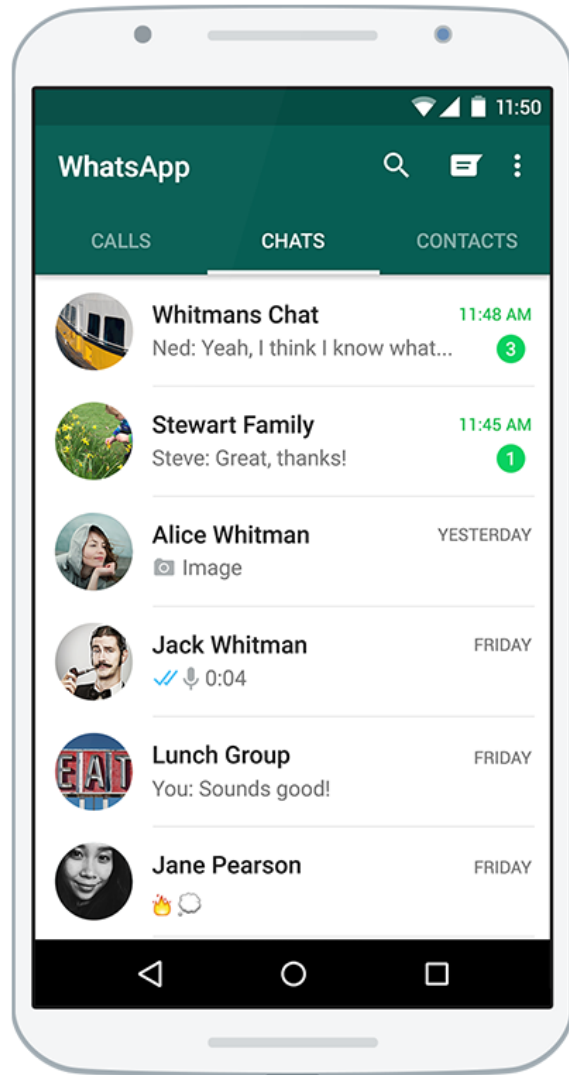 11:50
WhatsApp
CALLS CHATS CONTACTS
Whitmans Chat 11:48 AM
Ned: Yeah, I think I know what... 3
Stewart Family 11:45 AM
Steve: Great, thanks! 1
Alice Whitman YESTERDAY
Image
Jack Whitman FRIDAY
0:04
EAT
Lunch Group FRIDAY
You: Sounds good!
Jane Pearson FRIDAY
🔥💭